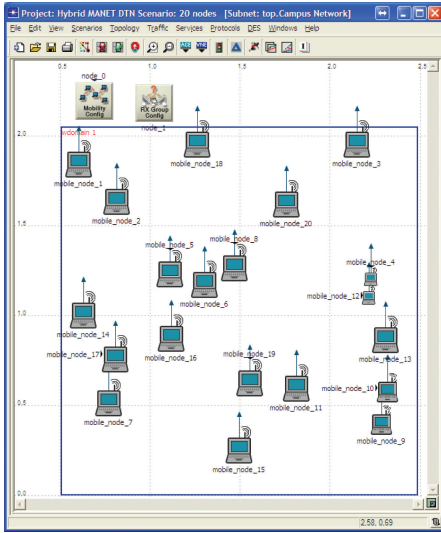 Project: Hybrid MANET DTN Scenario: 20 nodes [Subnet: top.Campus Network]
File Edit View Scenarios Topology Traffic Services Protocols DES Windows Help
0.5 1.0 1.5 2.0 2.5
node_0
Mobility
Config
RX Group
Config
node_1
2.0
wdomain 1
mobile_node_1
mobile_node_18
mobile_node_3
mobile_node_2
mobile_node_20
1.5
mobile_node_5
mobile_node_8
mobile_node_4
mobile_node_6
mobile_node_12
1.0
mobile_node_14
mobile_node_17
mobile_node_16
mobile_node_19
mobile_node_13
mobile_node_10
mobile_node_11
0.5
mobile_node_7
mobile_node_9
mobile_node_15
0.0
2.58, 0.69